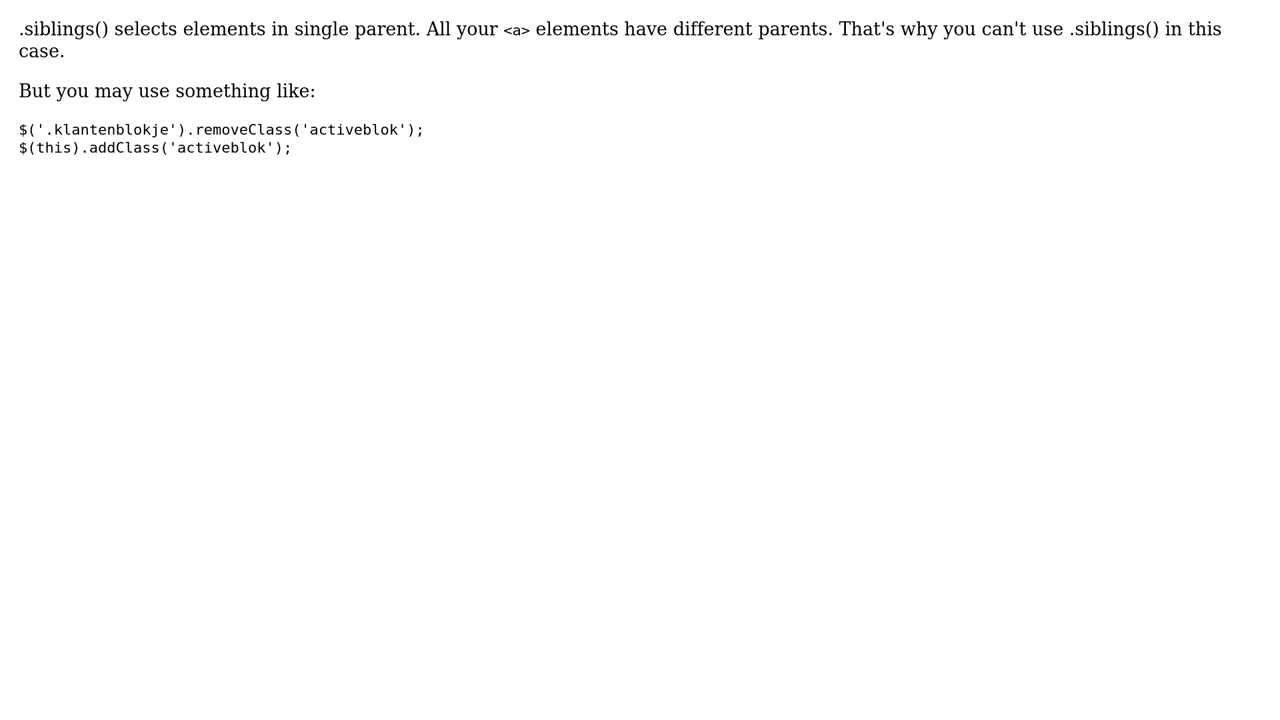 .siblings() selects elements in single parent. All your <a> elements have different parents. That's why you can't use .siblings() in this
case.
But you may use something like:
$('.klantenblokje').removeClass('activeblok');
$(this).addClass('activeblok');